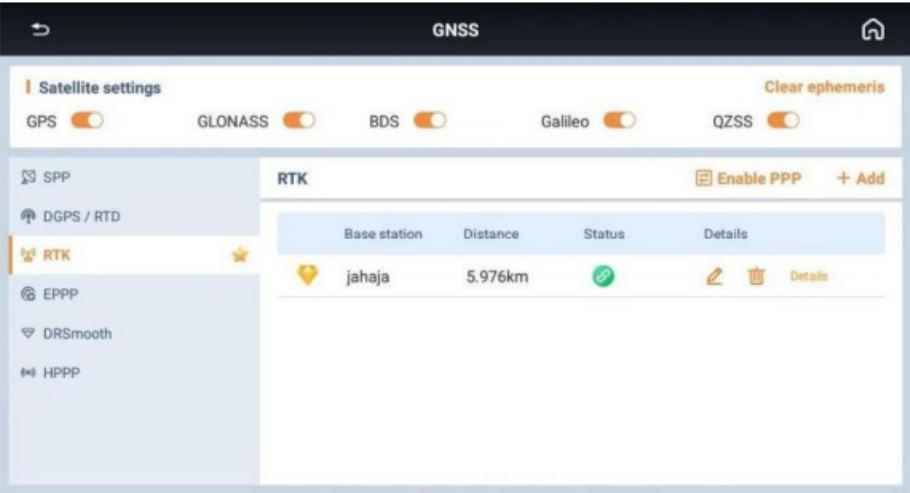 GNSS
Satellite settings
Clear ephemeris
GPS
GLONASS
BDS
Galileo
QZSS
SPP
DGPS / RTD
RTK
EPPP
DRSmooth
HPPP
RTK
Enable PPP
+ Add
Base station
Distance
Status
Details
jahaja
5.976km
Details